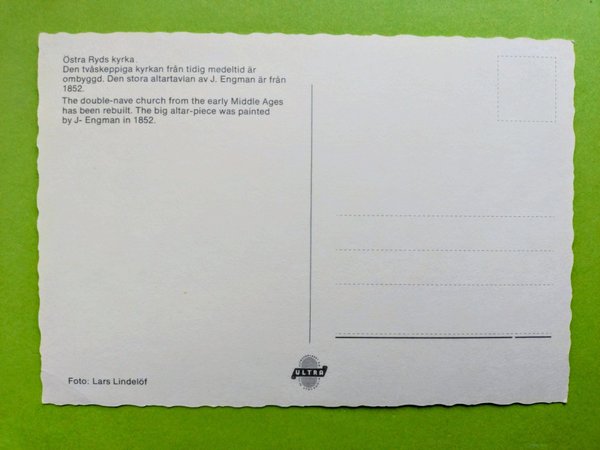 Östra Ryds kyrka.
Den tvåskeppiga kyrkan från tidig medeltid är
ombyggd. Den stora altartavlan av J. Engman är från
1852.
The double-nave church from the early Middle Ages
has been rebuilt. The big altar-piece was painted
by J- Engman in 1852.
Foto: Lars Lindelöf
ULTRA